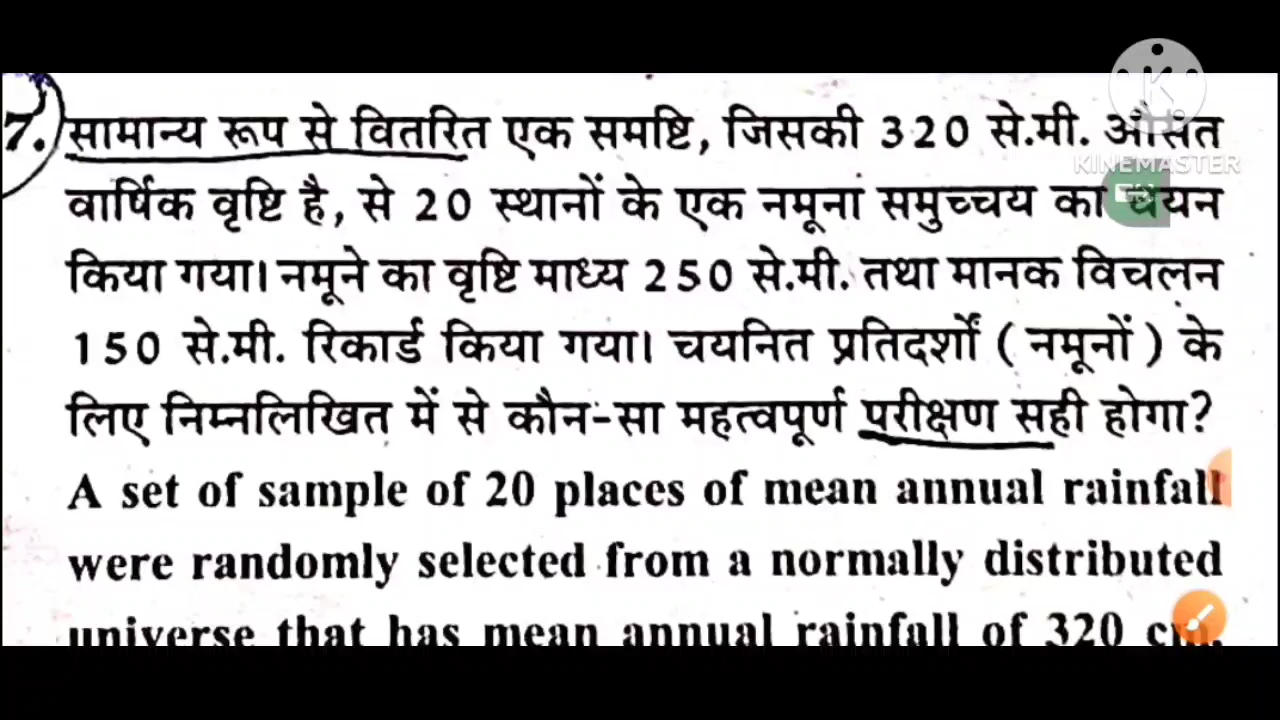 7. सामान्य रूप से वितरित एक समष्टि, जिसकी 320 से.मी. औसत
KINEMASTER
वार्षिक वृष्टि है, से 20 स्थानों के एक नमूना समुच्चय का चयन
किया गया। नमूने का वृष्टि माध्य 250 से.मी. तथा मानक विचलन
150 से.मी. रिकार्ड किया गया। चयनित प्रतिदर्शों ( नमूनों ) के
लिए निम्नलिखित में से कौन-सा महत्वपूर्ण परीक्षण सही होगा?
A set of sample of 20 places of mean annual rainfall
were randomly selected from a normally distributed
universe that has mean annual rainfall of 320 cm.